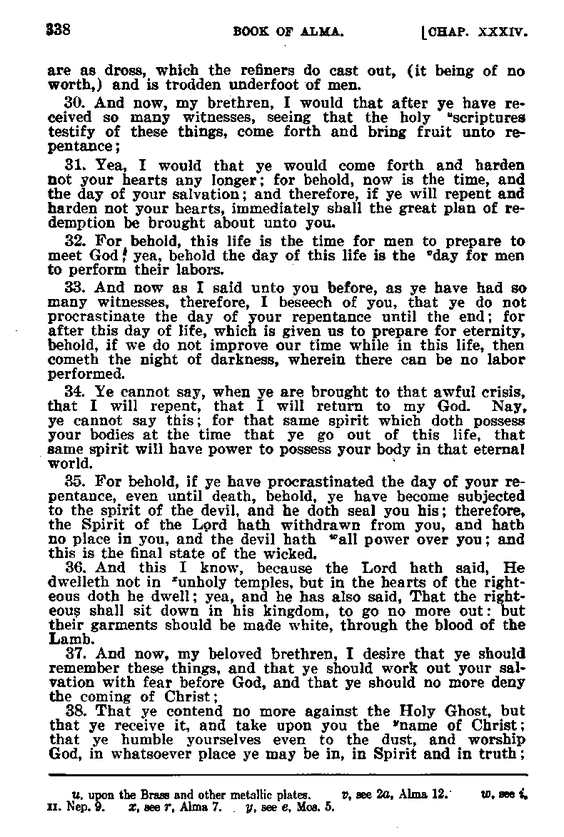 338 BOOK OF ALMA. [CHAP. XXXIV.
are as dross, which the refiners do cast out, (it being of no
worth,) and is trodden underfoot of men.
30. And now, my brethren, I would that after ye have re-
ceived so many witnesses, seeing that the holy ᵘscriptures
testify of these things, come forth and bring fruit unto re-
pentance;
31. Yea, I would that ye would come forth and harden
not your hearts any longer; for behold, now is the time, and
the day of your salvation; and therefore, if ye will repent and
harden not your hearts, immediately shall the great plan of re-
demption be brought about unto you.
32. For behold, this life is the time for men to prepare to
meet God; yea, behold the day of this life is the ᵛday for men
to perform their labors.
33. And now as I said unto you before, as ye have had so
many witnesses, therefore, I beseech of you, that ye do not
procrastinate the day of your repentance until the end; for
after this day of life, which is given us to prepare for eternity,
behold, if we do not improve our time while in this life, then
cometh the night of darkness, wherein there can be no labor
performed.
34. Ye cannot say, when ye are brought to that awful crisis,
that I will repent, that I will return to my God. Nay,
ye cannot say this; for that same spirit which doth possess
your bodies at the time that ye go out of this life, that
same spirit will have power to possess your body in that eternal
world.
35. For behold, if ye have procrastinated the day of your re-
pentance, even until death, behold, ye have become subjected
to the spirit of the devil, and he doth seal you his; therefore,
the Spirit of the Lord hath withdrawn from you, and hath
no place in you, and the devil hath ʷall power over you; and
this is the final state of the wicked.
36. And this I know, because the Lord hath said, He
dwelleth not in ˣunholy temples, but in the hearts of the right-
eous doth he dwell; yea, and he has also said, That the right-
eous shall sit down in his kingdom, to go no more out: but
their garments should be made white, through the blood of the
Lamb.
37. And now, my beloved brethren, I desire that ye should
remember these things, and that ye should work out your sal-
vation with fear before God, and that ye should no more deny
the coming of Christ;
38. That ye contend no more against the Holy Ghost, but
that ye receive it, and take upon you the ʸname of Christ;
that ye humble yourselves even to the dust, and worship
God, in whatsoever place ye may be in, in Spirit and in truth;
u, upon the Brass and other metallic plates. v, see 2a, Alma 12. w, see i,
II. Nep. 9. x, see r, Alma 7. y, see e, Mos. 5.